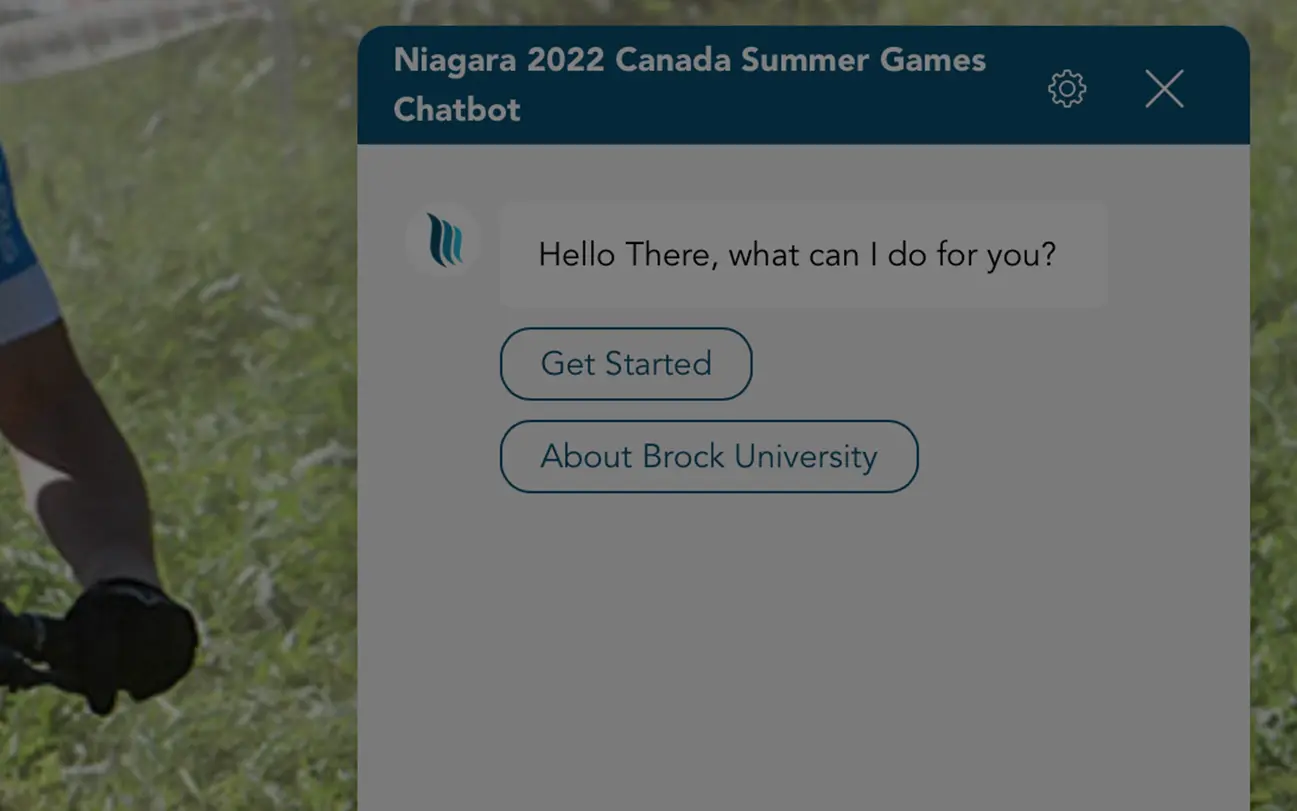 Niagara 2022 Canada Summer Games
Chatbot
Hello There, what can I do for you?
Get Started
About Brock University